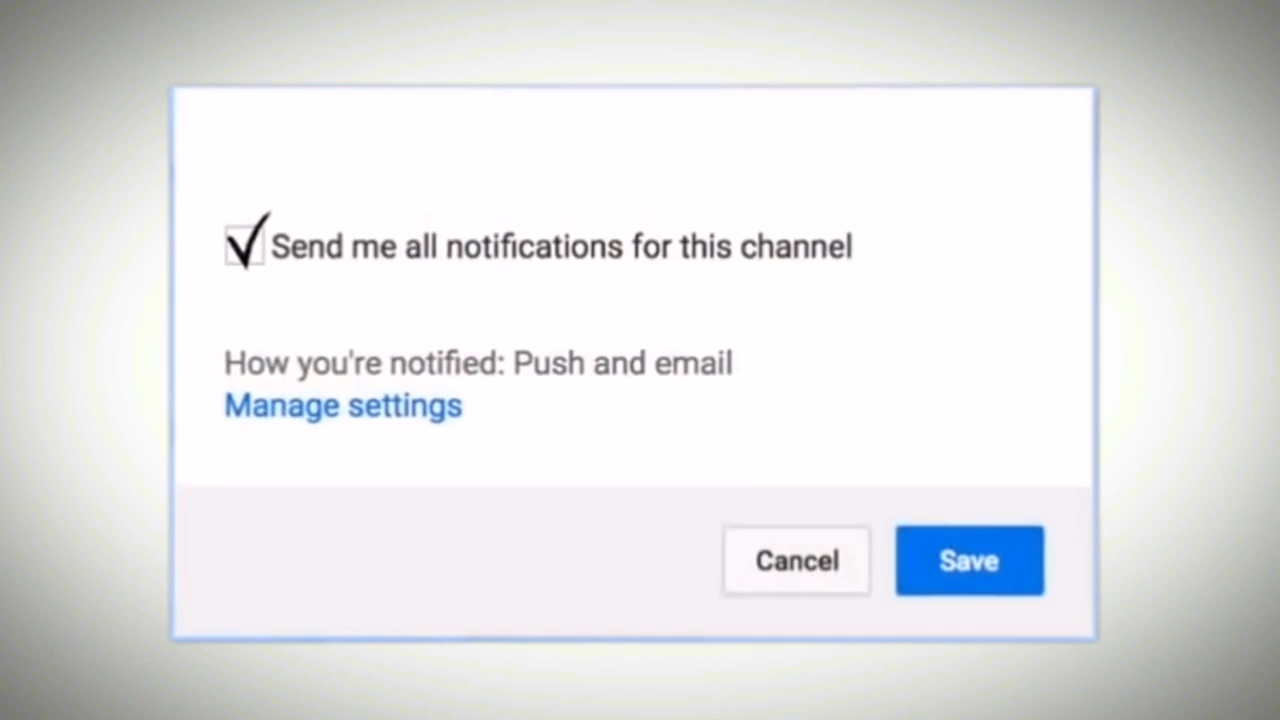 Send me all notifications for this channel
How you're notified: Push and email
Manage settings
Cancel
Save